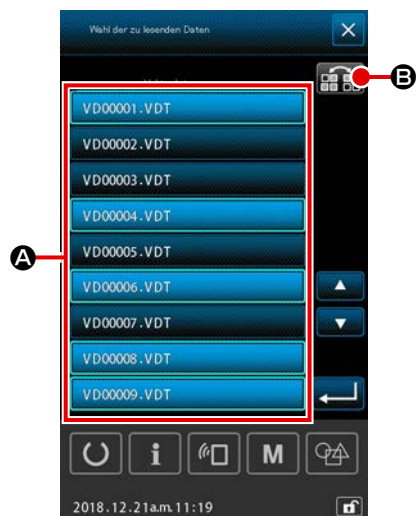 Wahl der zu lesenden Daten
B
VD00001.VDT
VD00002.VDT
VD00003.VDT
VD00004.VDT
VD00005.VDT
A
VD00006.VDT
VD00007.VDT
VD00008.VDT
VD00009.VDT
i
M
2018.12.21a.m.11:19